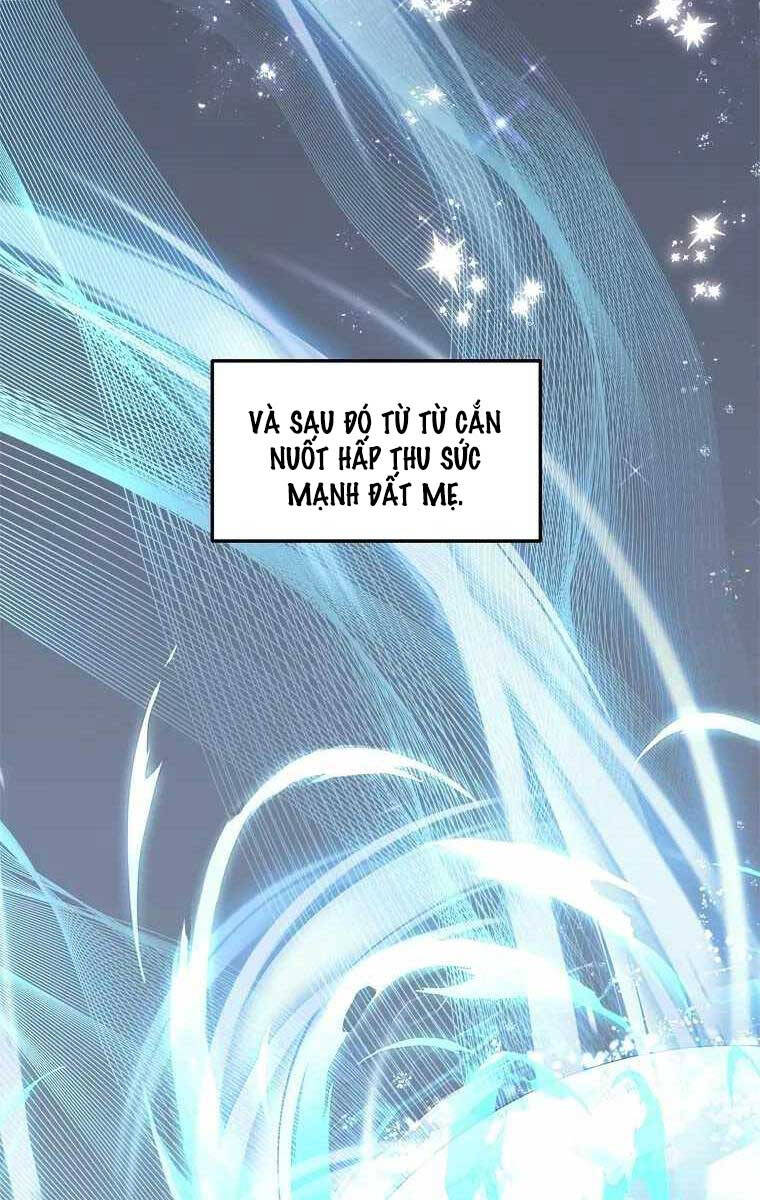 VÀ SAU ĐÓ TỪ TỪ CẮN
NUỐT HẤP THU SỨC
MẠNH ĐẤT MẸ.